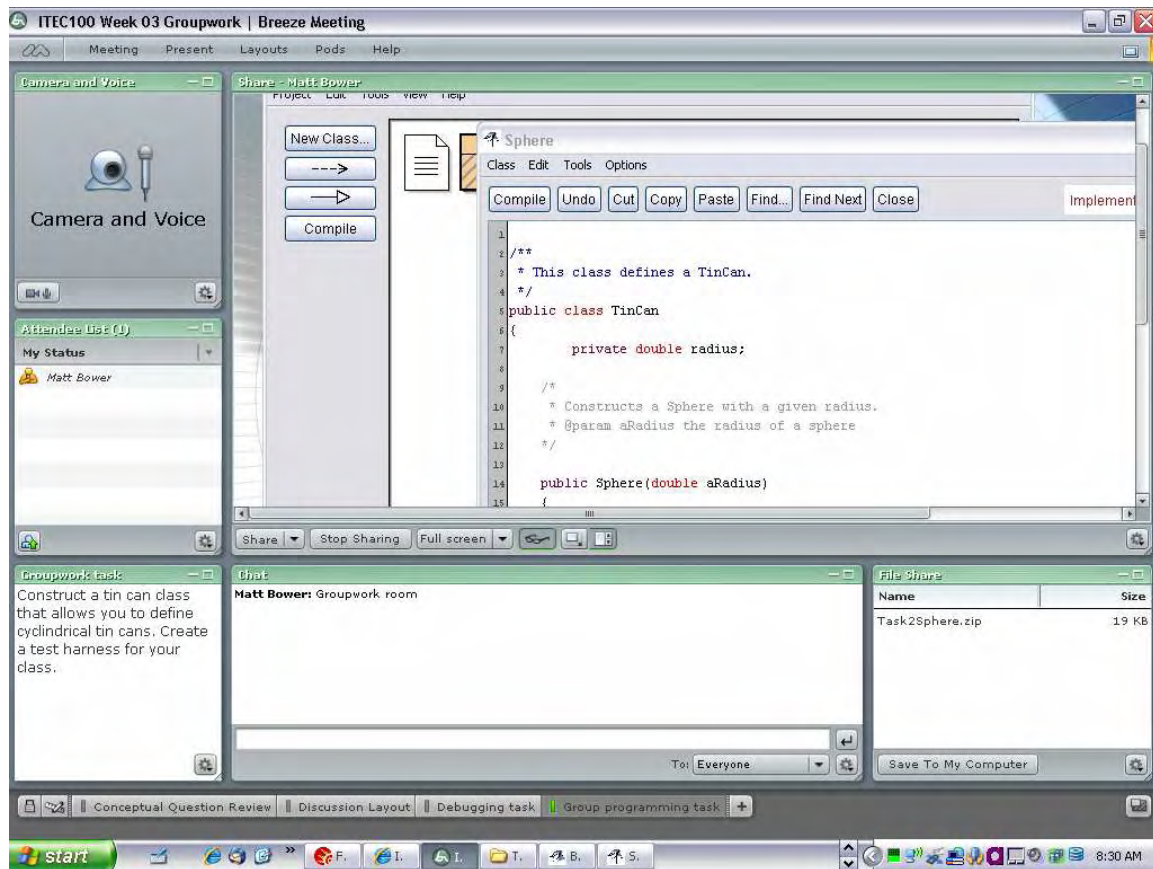 ITEC100 Week 03 Groupwork | Breeze Meeting
Meeting Present Layouts Pods Help
Camera and Voice
Camera and Voice
Attendee List (1)
My Status
Matt Bower
Share - Matt Bower
Project Edit Tools View Help
New Class...
Compile
Sphere
Class Edit Tools Options
Compile Undo Cut Copy Paste Find... Find Next Close
Implement
1
2 /**
3 * This class defines a TinCan.
4 */
5 public class TinCan
6 {
7 private double radius;
8
9 /*
10 * Constructs a Sphere with a given radius.
11 * @param aRadius the radius of a sphere
12 */
13
14 public Sphere(double aRadius)
15 {
Share Stop Sharing Full screen
Groupwork task
Construct a tin can class
that allows you to define
cyclindrical tin cans. Create
a test harness for your
class.
Chat
Matt Bower: Groupwork room
To: Everyone
File Share
Name Size
Task2Sphere.zip 19 KB
Save To My Computer
Conceptual Question Review Discussion Layout Debugging task Group programming task +
start » F. I. I. T. B. S. 8:30 AM